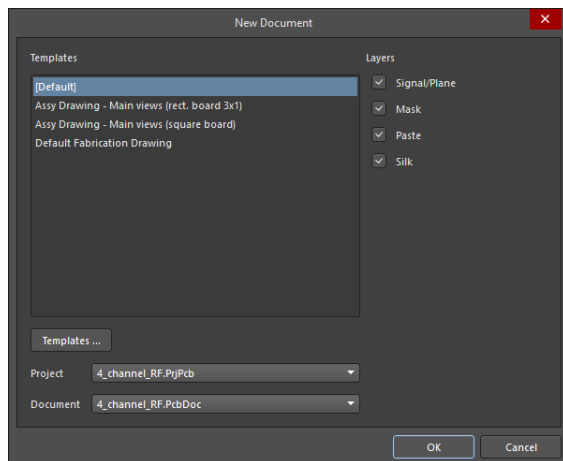 New Document
Templates
[Default]
Assy Drawing - Main views (rect. board 3x1)
Assy Drawing - Main views (square board)
Default Fabrication Drawing
Layers
Signal/Plane
Mask
Paste
Silk
Templates ...
Project 4_channel_RF.PrjPcb
Document 4_channel_RF.PcbDoc
OK Cancel